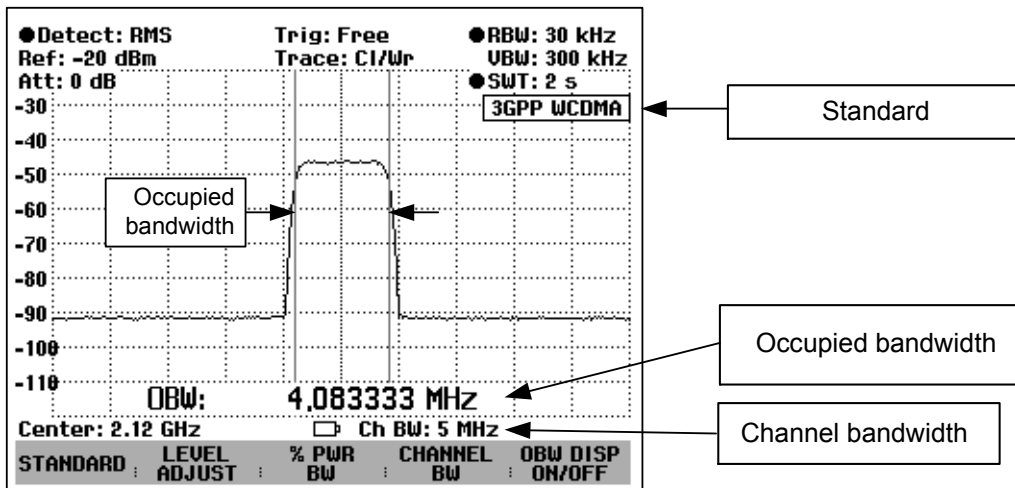 Detect: RMS Trig: Free RBW: 30 kHz
Ref: -20 dBm Trace: Cl/Wr VBW: 300 kHz
Att: 0 dB SWT: 2 s
3GPP WCDMA
Standard
-30
-40
-50
-60
-70
-80
-90
-100
-110
Occupied
bandwidth
Occupied bandwidth
OBW: 4.083333 MHz
Center: 2.12 GHz Ch BW: 5 MHz
Channel bandwidth
STANDARD LEVEL ADJUST % PWR BW CHANNEL BW OBW DISP ON/OFF